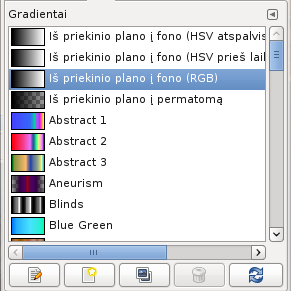 Gradientai
Iš priekinio plano į fono (HSV atspalvis
Iš priekinio plano į fono (HSV prieš lail
Iš priekinio plano į fono (RGB)
Iš priekinio plano į permatomą
Abstract 1
Abstract 2
Abstract 3
Aneurism
Blinds
Blue Green